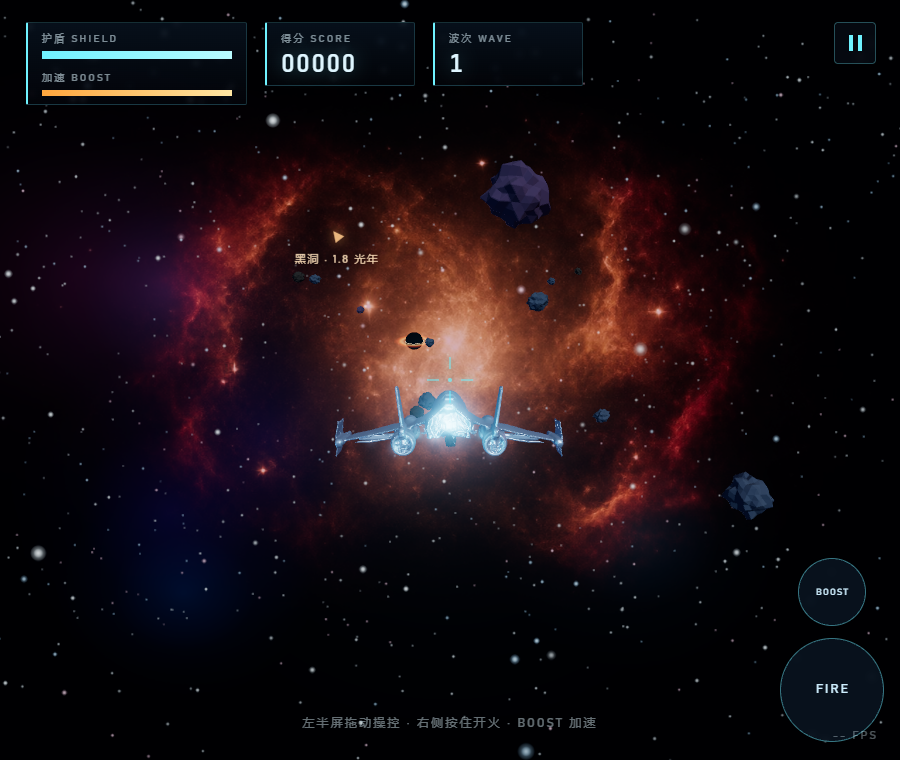 护盾 SHIELD
加速 BOOST
得分 SCORE
00000
波次 WAVE
1
黑洞 · 1.8 光年
BOOST
FIRE
左半屏拖动操控 · 右侧按住开火 · BOOST 加速
-- FPS